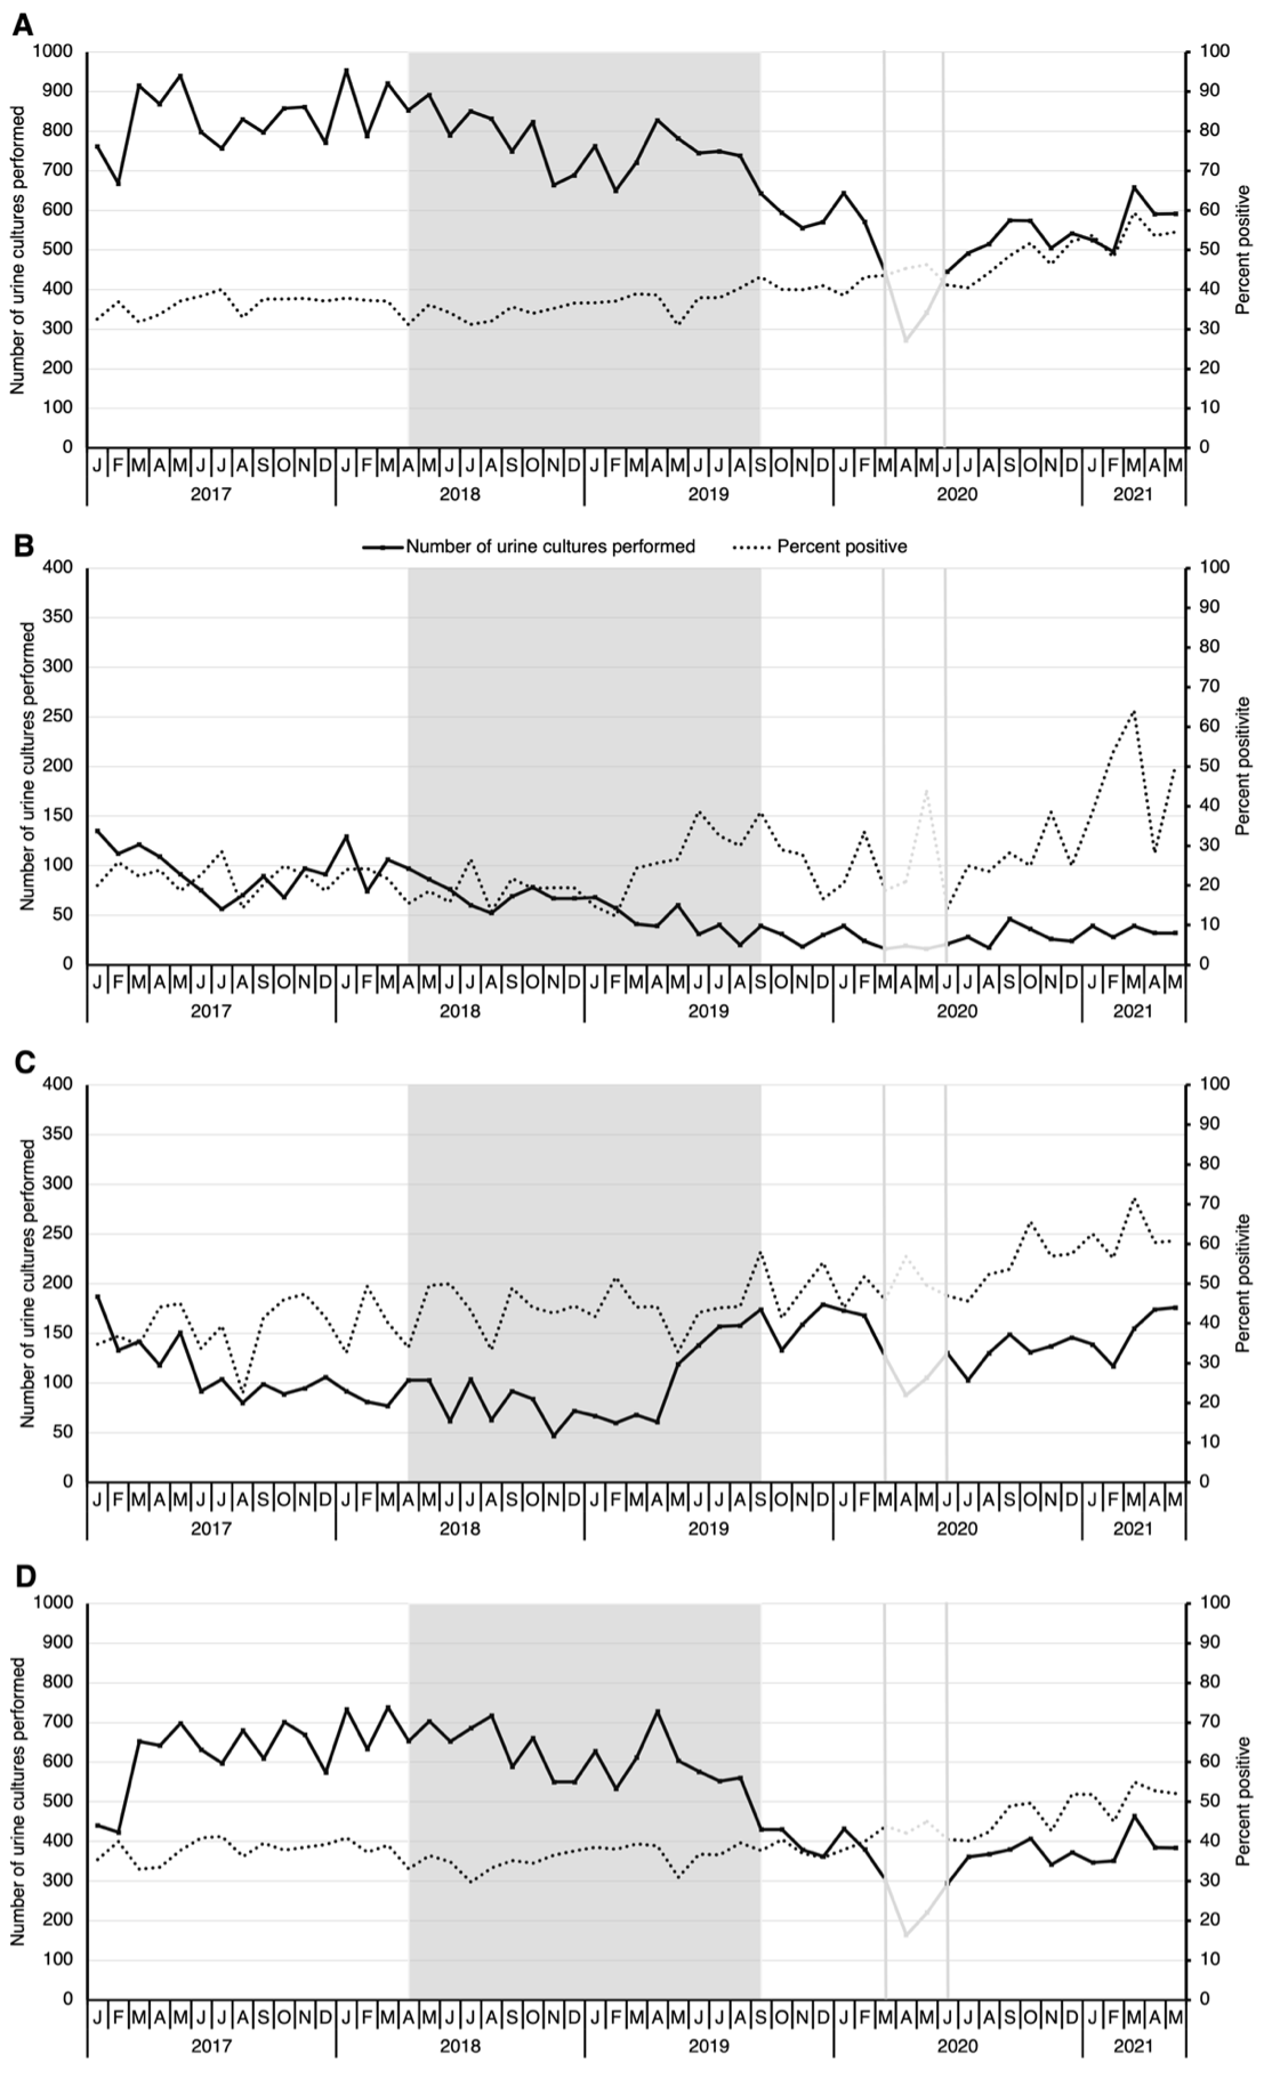 A
1000 100
900 90
800 80
700 70
600 60
500 50
400 40
300 30
200 20
100 10
0 0
Number of urine cultures performed
Percent positive
J F M A M J J A S O N D J F M A M J J A S O N D J F M A M J J A S O N D J F M A M J J A S O N D J F M A M
2017 2018 2019 2020 2021
B
Number of urine cultures performed Percent positive
400 100
350 90
300 80
250 70
200 60
150 50
100 40
50 30
0 20
10
0
Number of urine cultures performed
Percent positivite
J F M A M J J A S O N D J F M A M J J A S O N D J F M A M J J A S O N D J F M A M J J A S O N D J F M A M
2017 2018 2019 2020 2021
C
400 100
350 90
300 80
250 70
200 60
150 50
100 40
50 30
0 20
10
0
Number of urine cultures performed
Percent positivite
J F M A M J J A S O N D J F M A M J J A S O N D J F M A M J J A S O N D J F M A M J J A S O N D J F M A M
2017 2018 2019 2020 2021
D
1000 100
900 90
800 80
700 70
600 60
500 50
400 40
300 30
200 20
100 10
0 0
Number of urine cultures performed
Percent positive
J F M A M J J A S O N D J F M A M J J A S O N D J F M A M J J A S O N D J F M A M J J A S O N D J F M A M
2017 2018 2019 2020 2021